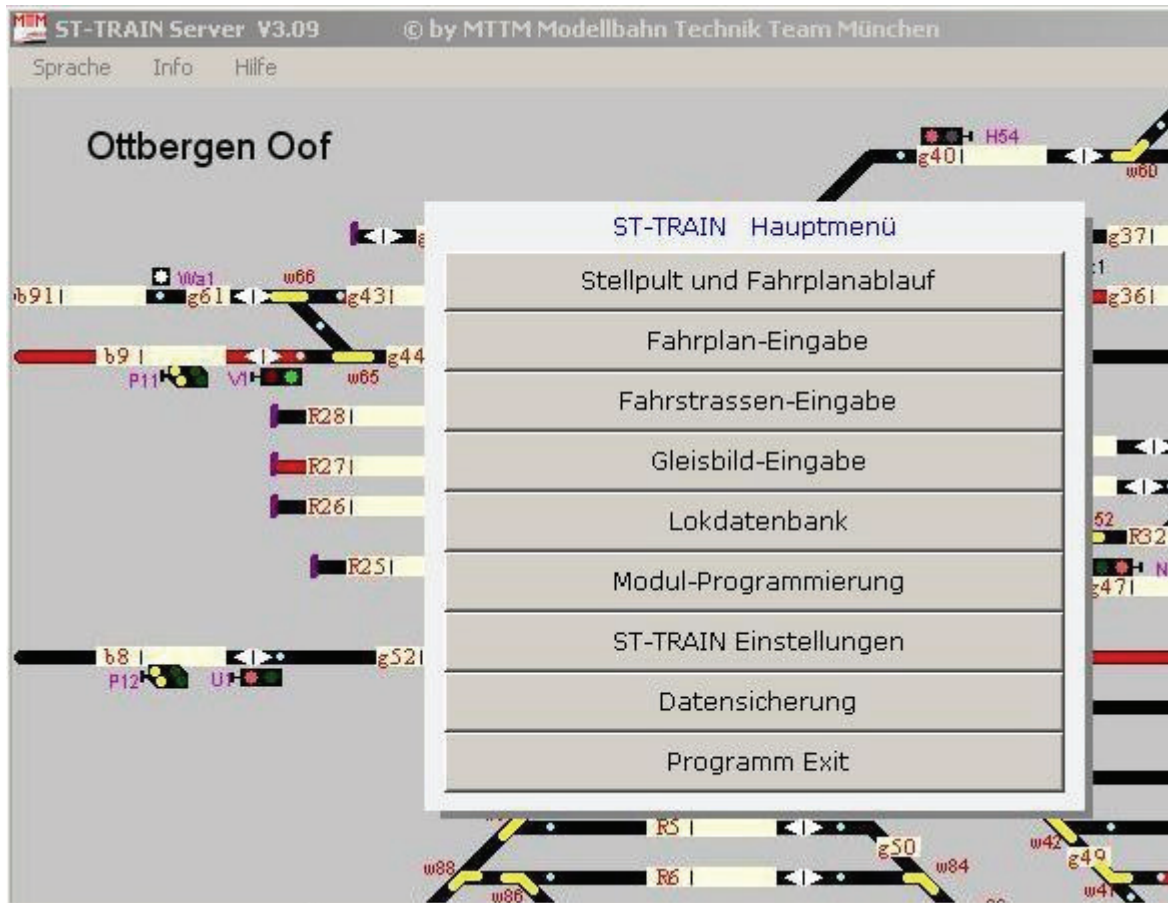 MTTM ST-TRAIN Server V3.09 © by MTTM Modellbahn Technik Team München
Sprache Info Hilfe
Ottbergen Oof
H54
g40
w60
ST-TRAIN Hauptmenü
Stellpult und Fahrplanablauf
Fahrplan-Eingabe
Fahrstrassen-Eingabe
Gleisbild-Eingabe
Lokdatenbank
Modul-Programmierung
ST-TRAIN Einstellungen
Datensicherung
Programm Exit
g37
Wa1 w66
b91 g61 g43
g36
b9 g44
P11 V1 w65
R28
R27
R26
R25
R32
g47
b8 g52
P12 U1
R5
g50
w42
g49
w88 R6 w84
w86 w41